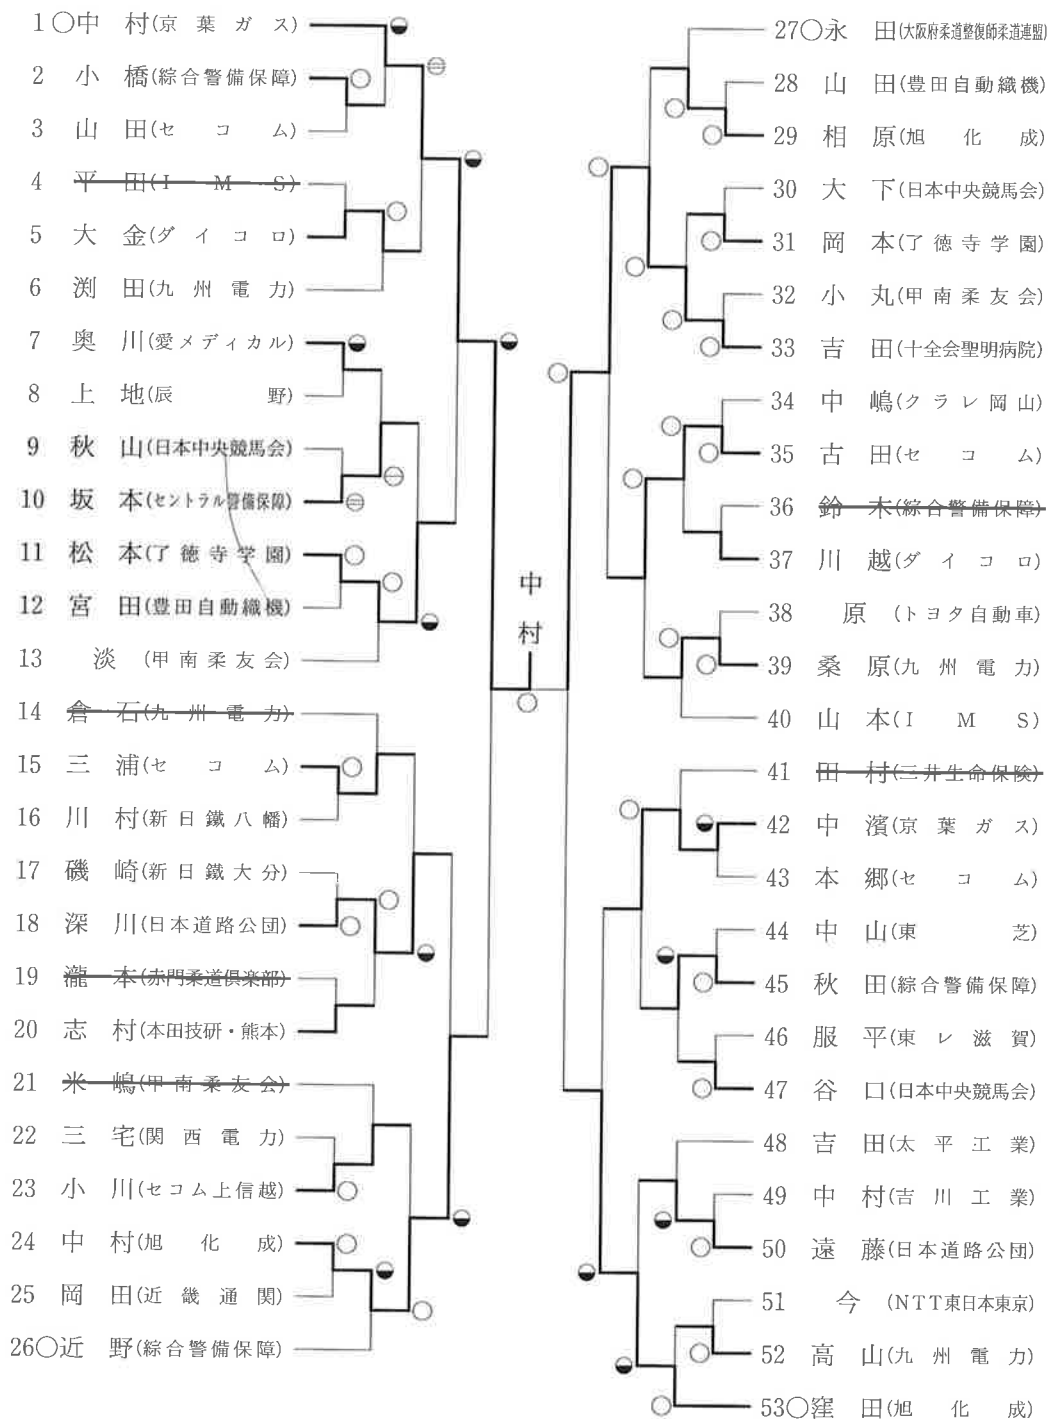 1〇中 村(京 葉 ガ ス)
2 小 橋(綜合警備保障)
3 山 田(セ コ ム)
4 平 田(I M S)
5 大 金(ダ イ コ ロ)
6 渕 田(九 州 電 力)
7 奥 川(愛メディカル)
8 上 地(辰 野)
9 秋 山(日本中央競馬会)
10 坂 本(セントラル警備保障)
11 松 本(了 徳 寺 学 園)
12 宮 田(豊田自動織機)
13 淡 (甲南柔友会)
14 倉 石(九 州 電 力)
15 三 浦(セ コ ム)
16 川 村(新日鐵八幡)
17 磯 崎(新日鐵大分)
18 深 川(日本道路公団)
19 瀧 本(赤門柔道倶楽部)
20 志 村(本田技研・熊本)
21 米 嶋(甲南柔友会)
22 三 宅(関 西 電 力)
23 小 川(セコム上信越)
24 中 村(旭 化 成)
25 岡 田(近 畿 通 関)
26〇近 野(綜合警備保障)
中村
27〇永 田(大阪府柔道整復師柔道連盟)
28 山 田(豊田自動織機)
29 相 原(旭 化 成)
30 大 下(日本中央競馬会)
31 岡 本(了徳寺学園)
32 小 丸(甲南柔友会)
33 吉 田(十全会聖明病院)
34 中 嶋(クラレ岡山)
35 古 田(セ コ ム)
36 鈴 木(綜合警備保障)
37 川 越(ダ イ コ ロ)
38 原 (トヨタ自動車)
39 桑 原(九 州 電 力)
40 山 本(I M S)
41 田 村(三井生命保険)
42 中 濱(京 葉 ガ ス)
43 本 郷(セ コ ム)
44 中 山(東 芝)
45 秋 田(綜合警備保障)
46 服 平(東 レ 滋 賀)
47 谷 口(日本中央競馬会)
48 吉 田(太 平 工 業)
49 中 村(吉 川 工 業)
50 遠 藤(日本道路公団)
51 今 (NTT東日本東京)
52 高 山(九 州 電 力)
53〇窪 田(旭 化 成)